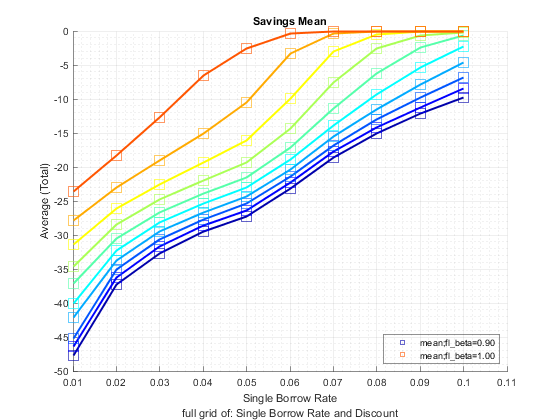 Savings Mean
Average (Total)
0
-5
-10
-15
-20
-25
-30
-35
-40
-45
-50
0.01 0.02 0.03 0.04 0.05 0.06 0.07 0.08 0.09 0.1 0.11
mean;fl_beta=0.90
mean;fl_beta=1.00
Single Borrow Rate
full grid of: Single Borrow Rate and Discount